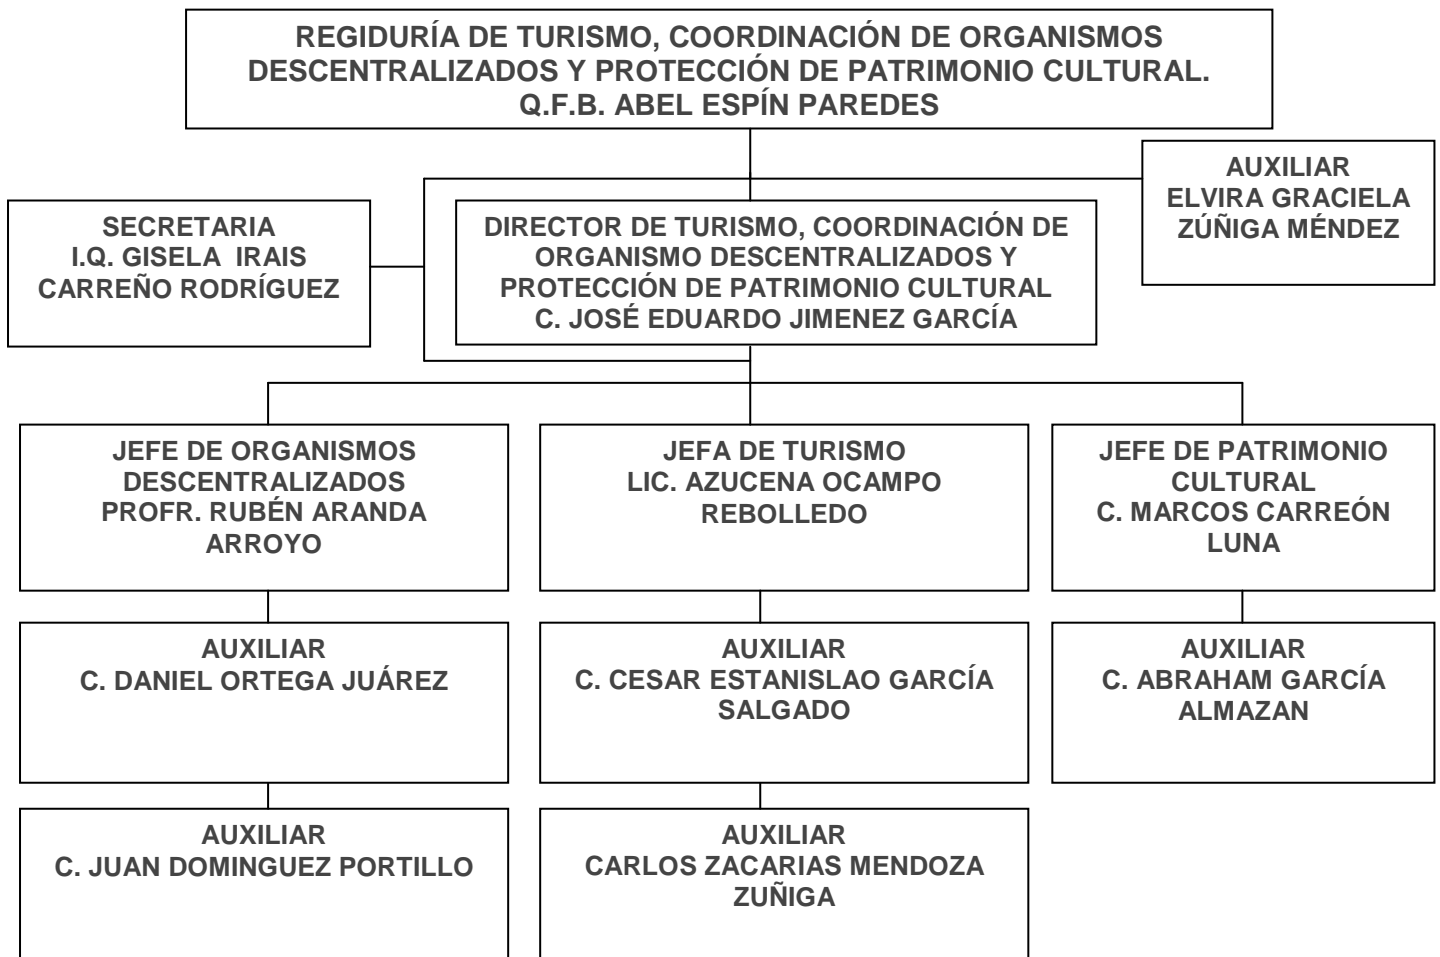 REGIDURÍA DE TURISMO, COORDINACIÓN DE ORGANISMOS
DESCENTRALIZADOS Y PROTECCIÓN DE PATRIMONIO CULTURAL.
Q.F.B. ABEL ESPÍN PAREDES
AUXILIAR
ELVIRA GRACIELA
ZÚÑIGA MÉNDEZ
SECRETARIA
I.Q. GISELA IRAIS
CARREÑO RODRÍGUEZ
DIRECTOR DE TURISMO, COORDINACIÓN DE
ORGANISMO DESCENTRALIZADOS Y
PROTECCIÓN DE PATRIMONIO CULTURAL
C. JOSÉ EDUARDO JIMENEZ GARCÍA
JEFE DE ORGANISMOS
DESCENTRALIZADOS
PROFR. RUBÉN ARANDA
ARROYO
JEFA DE TURISMO
LIC. AZUCENA OCAMPO
REBOLLEDO
JEFE DE PATRIMONIO
CULTURAL
C. MARCOS CARREÓN
LUNA
AUXILIAR
C. DANIEL ORTEGA JUÁREZ
AUXILIAR
C. CESAR ESTANISLAO GARCÍA
SALGADO
AUXILIAR
C. ABRAHAM GARCÍA
ALMAZAN
AUXILIAR
C. JUAN DOMINGUEZ PORTILLO
AUXILIAR
CARLOS ZACARIAS MENDOZA
ZUÑIGA